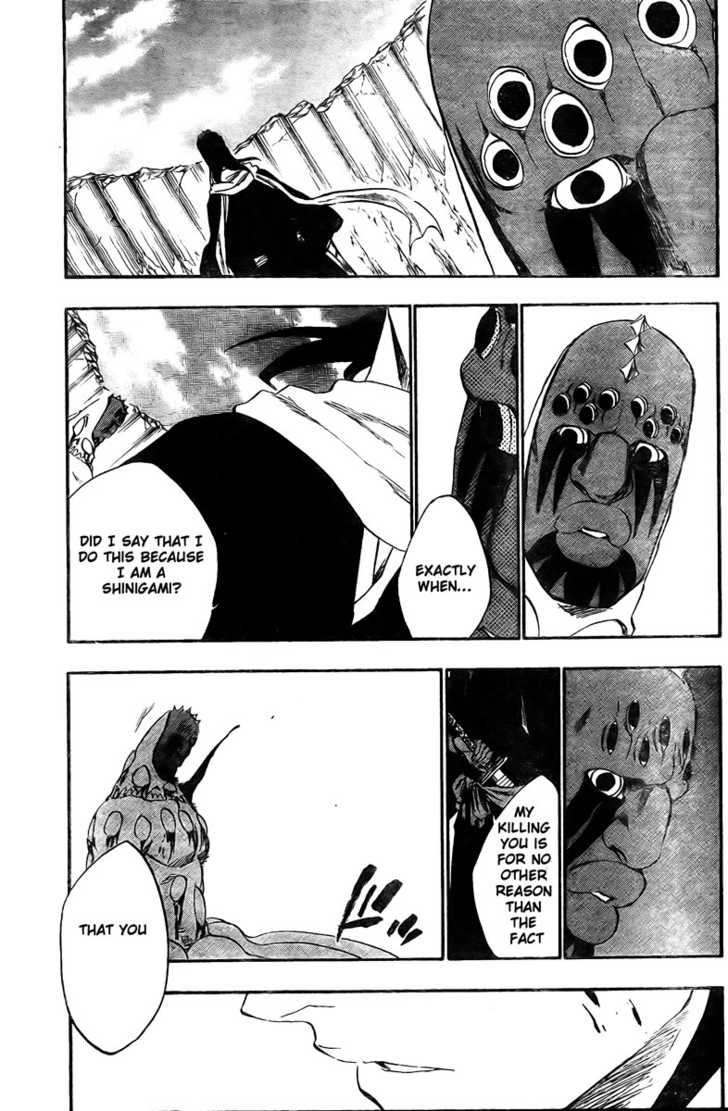 EXACTLY
WHEN...
DID I SAY THAT I
DO THIS BECAUSE
I AM A
SHINIGAMI?
MY
KILLING
YOU IS
FOR NO
OTHER
REASON
THAN
THE
FACT
THAT YOU